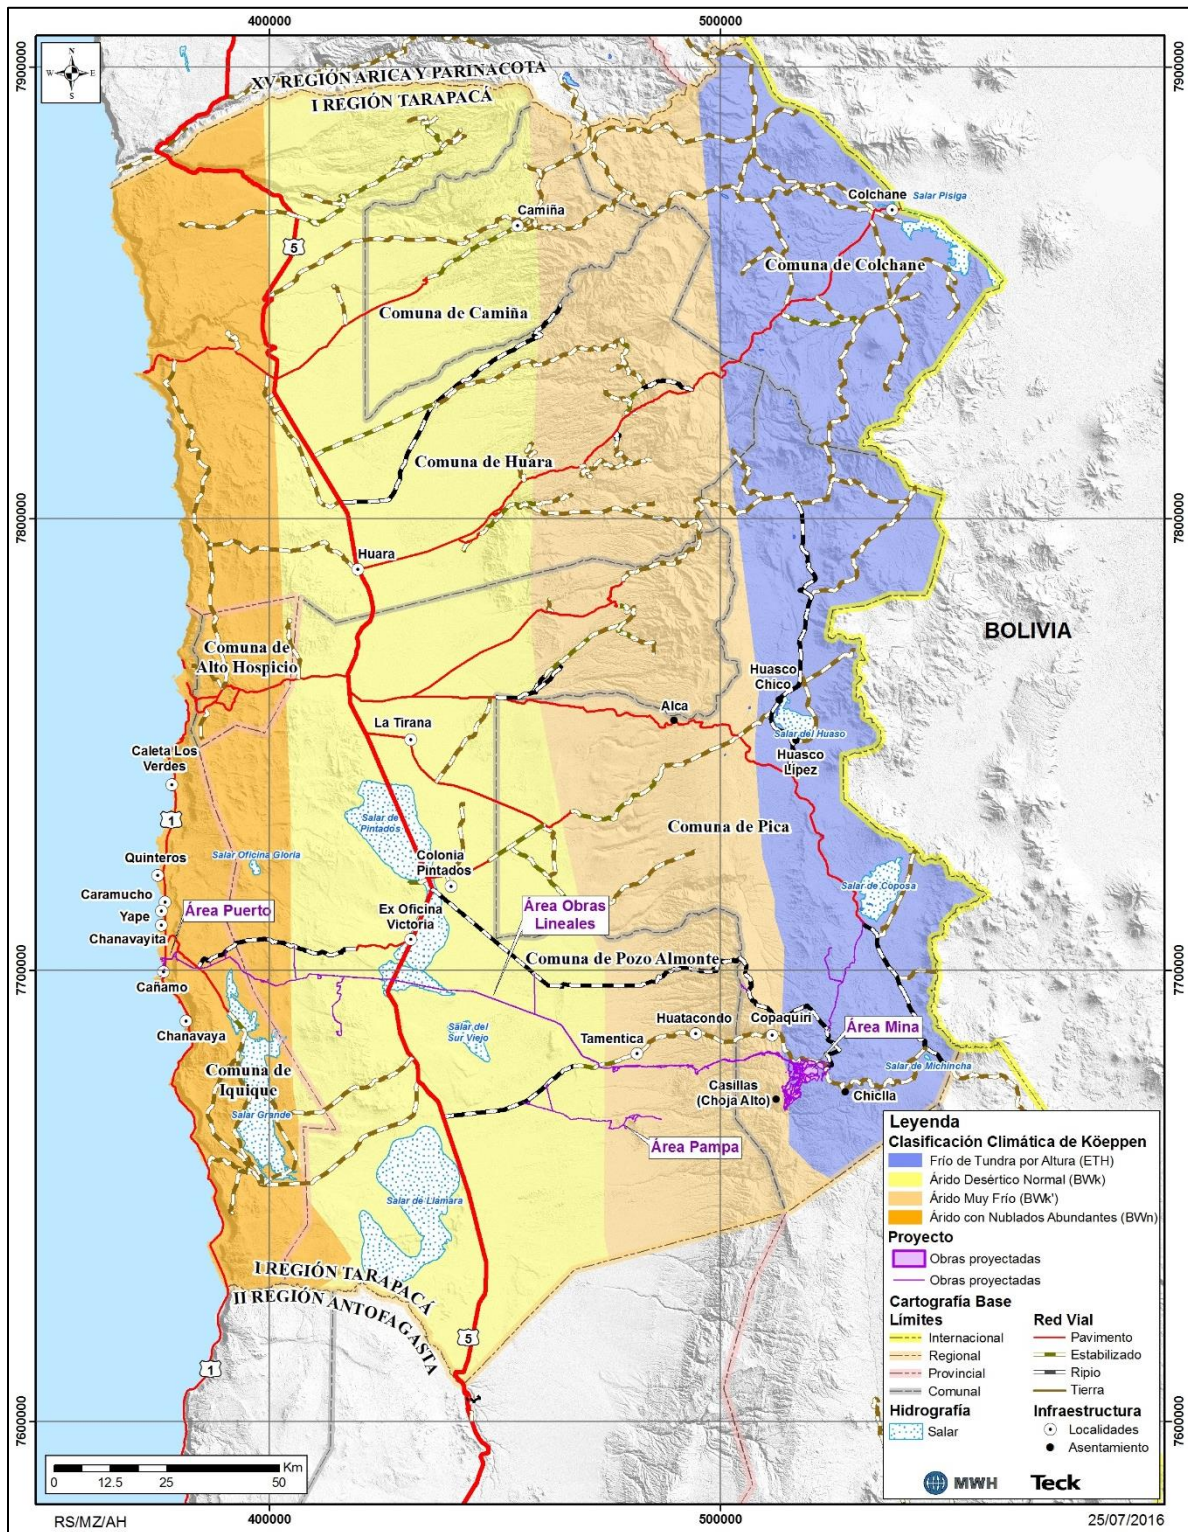 400000
500000
7900000
7900000
N
W
E
S
XV REGIÓN ARICA Y PARINACOTA
I REGIÓN TARAPACÁ
Colchane
Salar Pisiga
Camiña
5
Comuna de Colchane
Comuna de Camiña
Comuna de Huara
7800000
7800000
Huara
BOLIVIA
Comuna de
Alto Hospicio
Huasco
Chico
Alca
La Tirana
Salar del Huaso
Huasco
Lipez
Caleta Los
Verdes
1
Salar de
Pintados
Comuna de Pica
Quinteros
Salar Oficina Gloria
Colonia
Pintados
Salar de Coposa
Caramucho
Yape
Área Puerto
Ex Oficina
Victoria
Área Obras
Lineales
Chanavayita
Comuna de Pozo Almonte
7700000
7700000
Cañamo
Chanavaya
Salar del
Sur Viejo
Huatacondo
Copaquiri
Área Mina
Tamentica
Salar de Michincha
Comuna de
Iquique
Casillas
(Choja Alto)
Chiclla
Salar Grande
Área Pampa
Salar de Llamara
I REGIÓN TARAPACÁ
II REGIÓN ANTOFAGASTA
5
1
Leyenda
Clasificación Climática de Köeppen
Frío de Tundra por Altura (ETH)
Árido Desértico Normal (BWk)
Árido Muy Frío (BWk')
Árido con Nublados Abundantes (BWn)
Proyecto
Obras proyectadas
Obras proyectadas
Cartografía Base
Límites
Internacional
Regional
Provincial
Comunal
Hidrografía
Salar
Red Vial
Pavimento
Estabilizado
Ripio
Tierra
Infraestructura
Localidades
Asentamiento
MWH
Teck
7600000
7600000
Km
0 12.5 25 50
400000
500000
RS/MZ/AH
25/07/2016